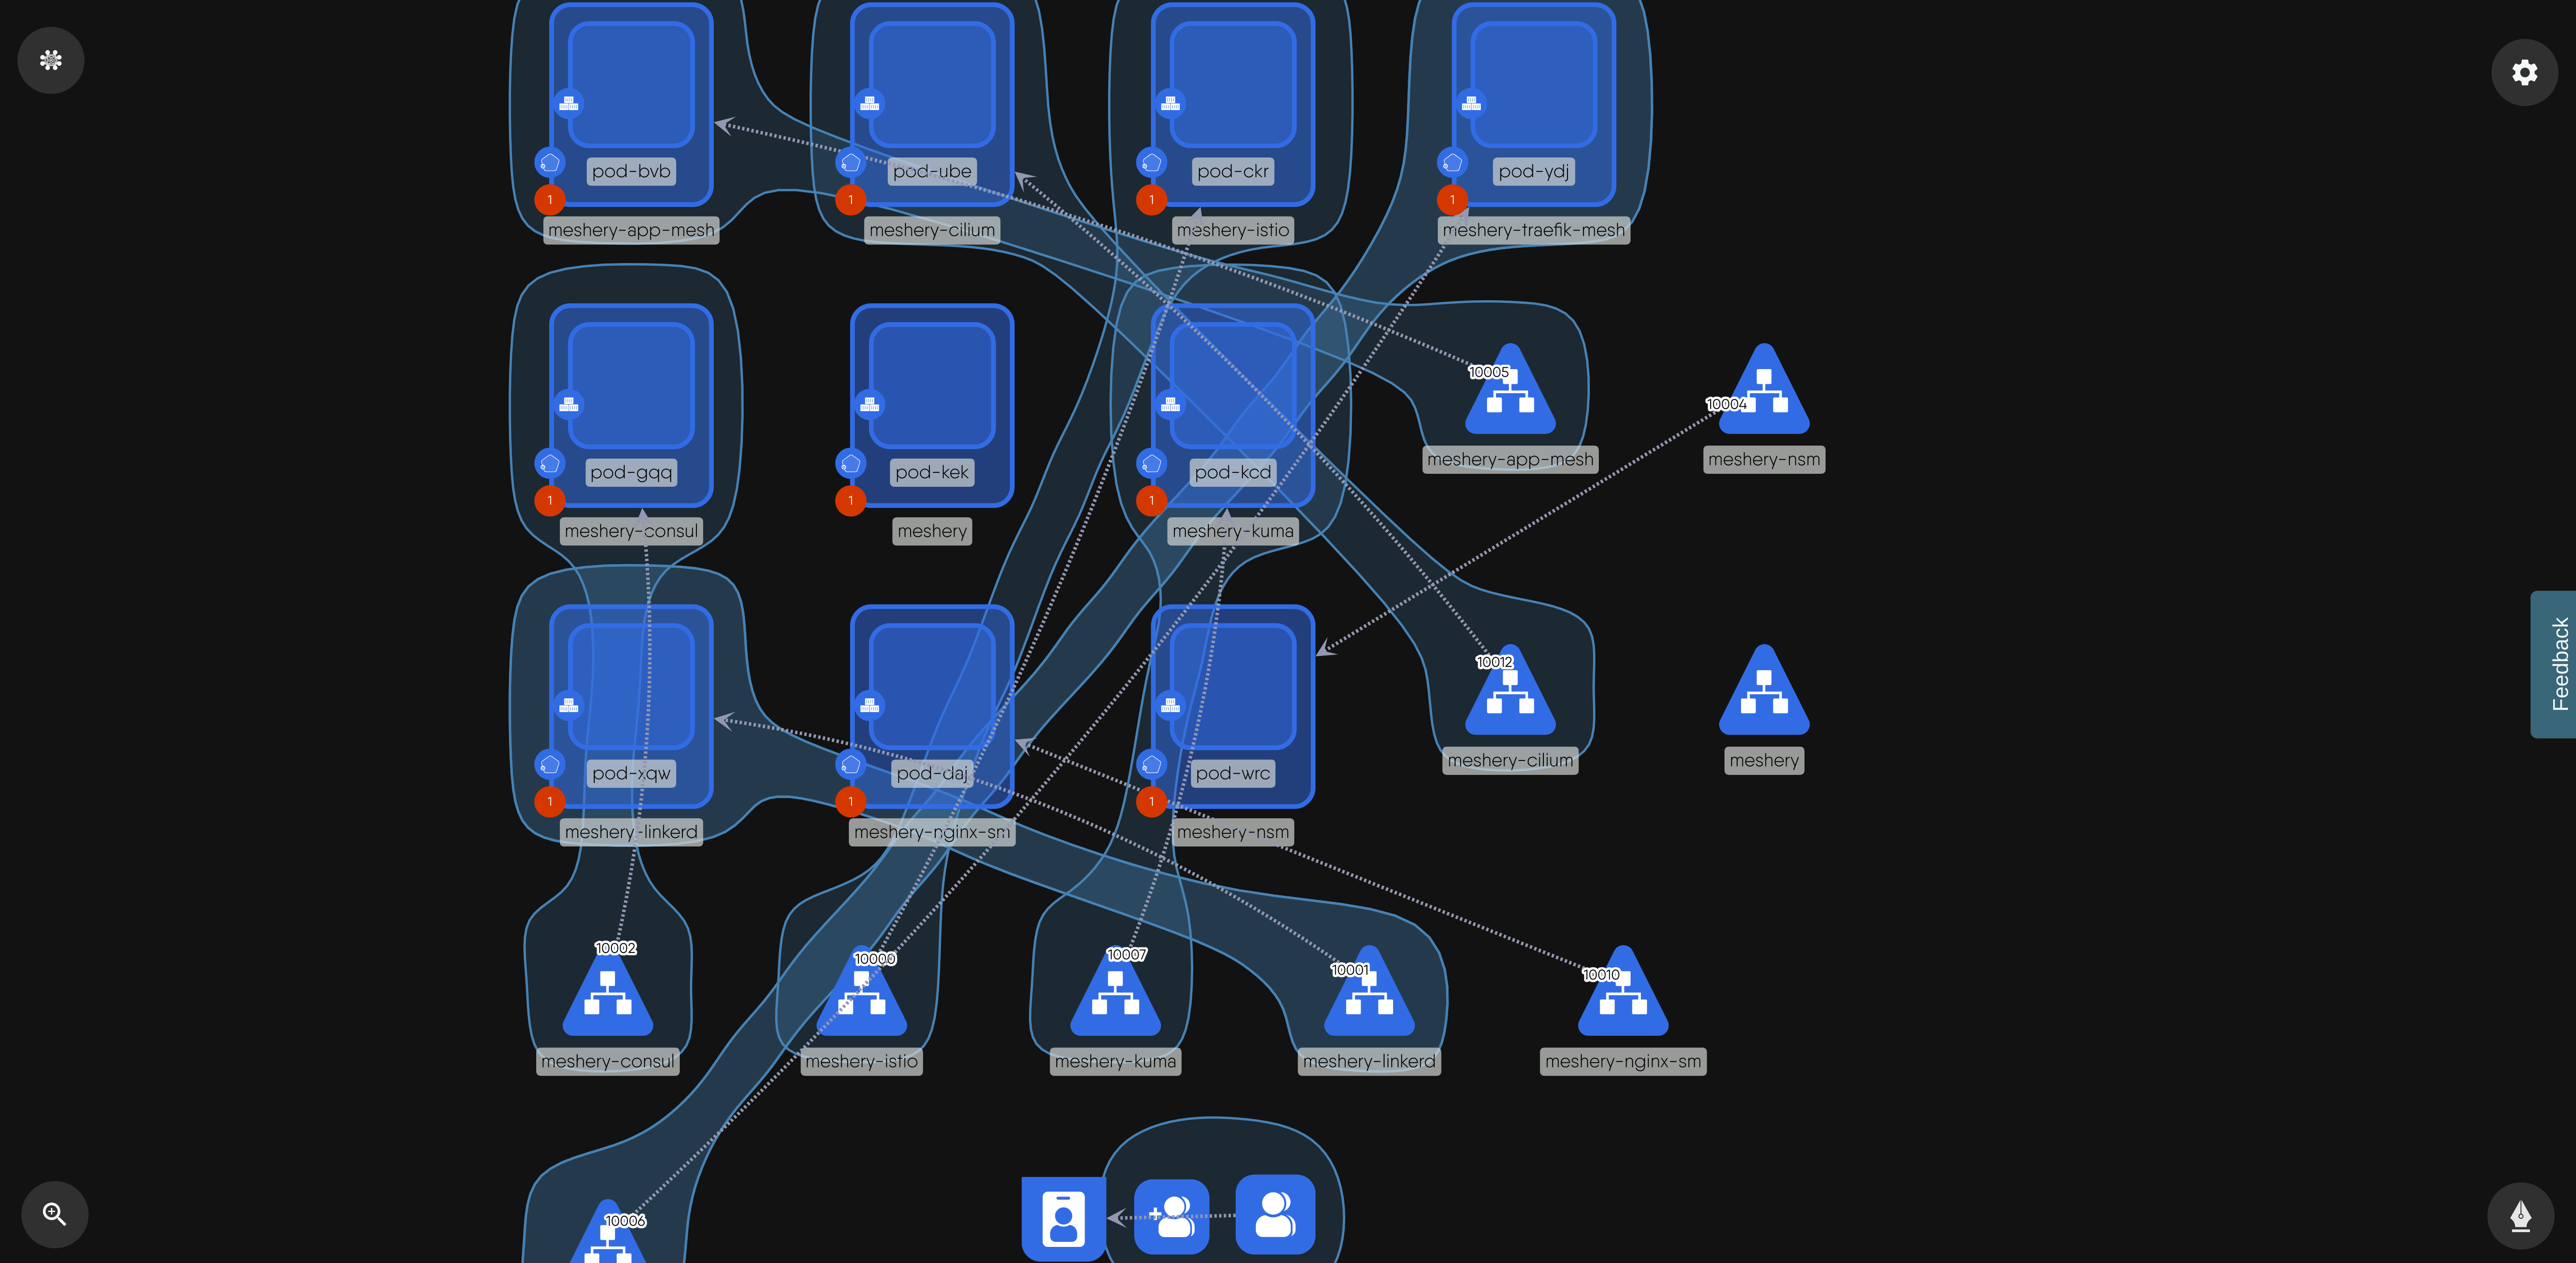 pod-bvb
pod-ube
pod-ckr
pod-ydj
1
1
1
1
meshery-app-mesh
meshery-cilium
meshery-istio
meshery-traefik-mesh
10005
10004
meshery-app-mesh
meshery-nsm
pod-gqq
pod-kek
pod-kcd
1
1
1
meshery-consul
meshery
meshery-kuma
Feedback
10012
meshery-cilium
meshery
pod-xqw
pod-daj
pod-wrc
1
1
1
meshery-linkerd
meshery-nginx-sm
meshery-nsm
10002
10000
10007
10001
10010
meshery-consul
meshery-istio
meshery-kuma
meshery-linkerd
meshery-nginx-sm
10006